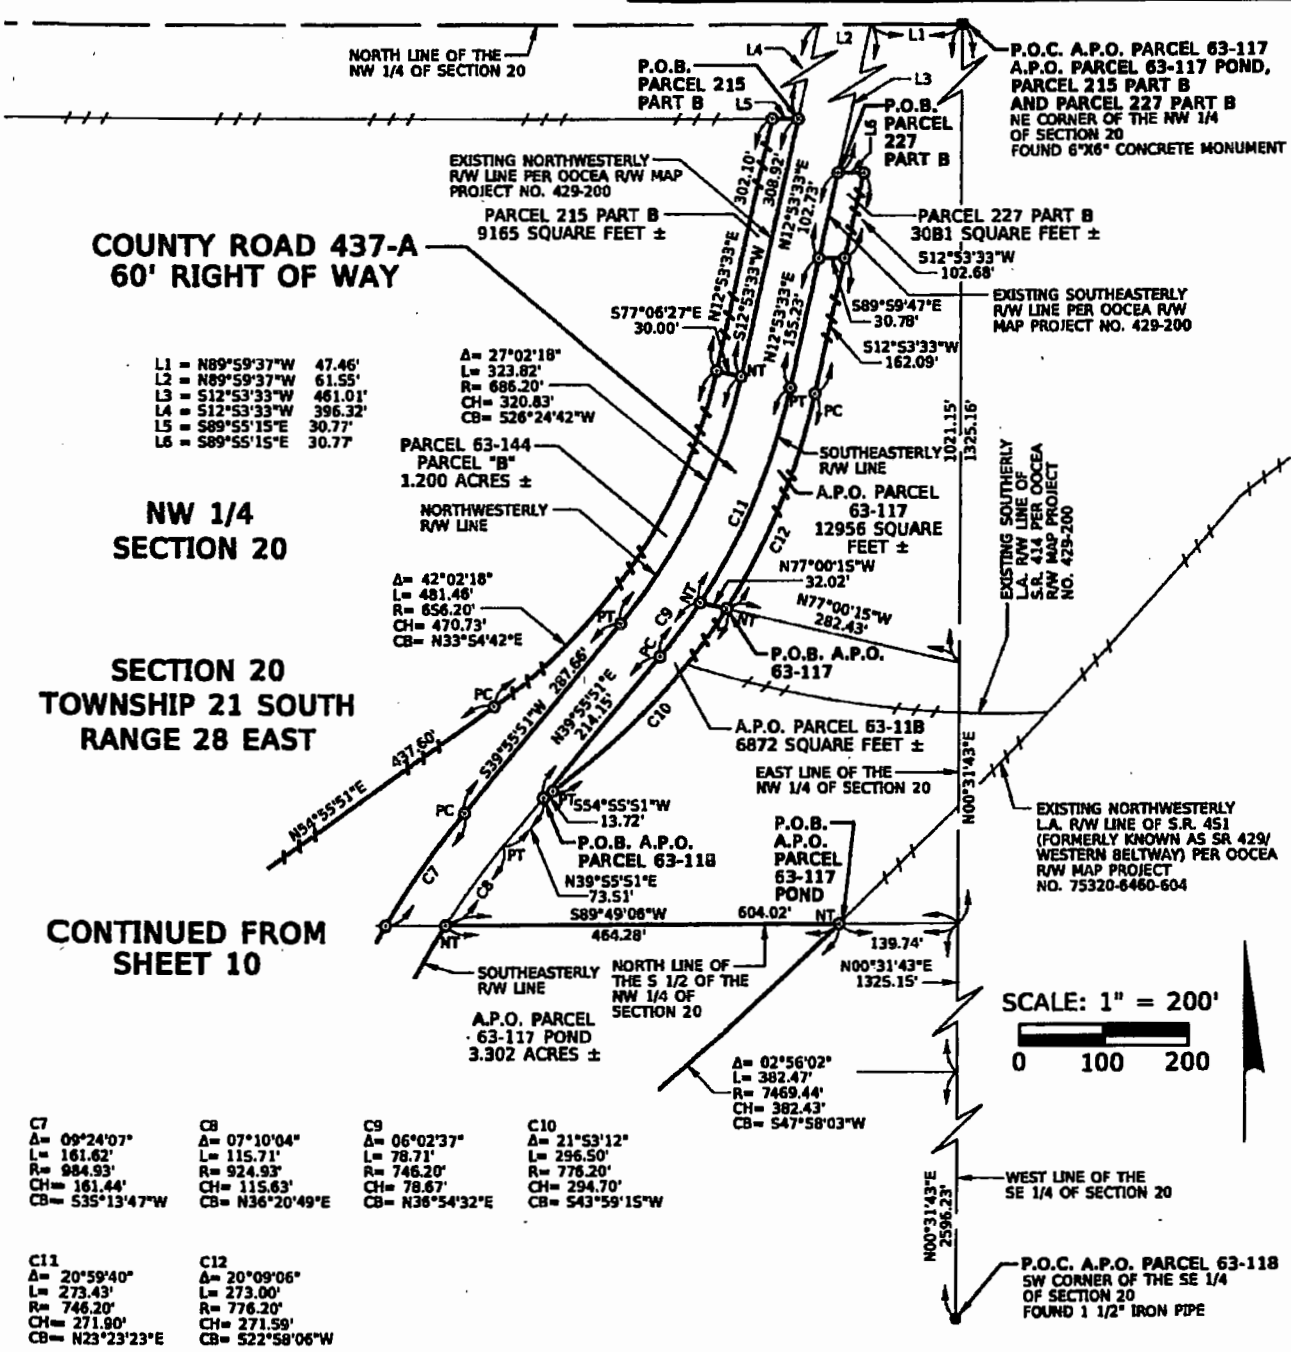 NORTH LINE OF THE
NW 1/4 OF SECTION 20
P.O.B.
PARCEL 215
PART B
L5
L4
L2
L1
L3
P.O.B.
PARCEL
227
PART B
L6
P.O.C. A.P.O. PARCEL 63-117
A.P.O. PARCEL 63-117 POND,
PARCEL 215 PART B
AND PARCEL 227 PART B
NE CORNER OF THE NW 1/4
OF SECTION 20
FOUND 6"X6" CONCRETE MONUMENT
EXISTING NORTHWESTERLY
R/W LINE PER OOCEA R/W MAP
PROJECT NO. 429-200
PARCEL 215 PART B
9165 SQUARE FEET ±
302.10'
308.92'
N12°53'33"E
102.73'
PARCEL 227 PART B
30B1 SQUARE FEET ±
S12°53'33"W
102.68'
COUNTY ROAD 437-A
60' RIGHT OF WAY
N12°53'33"E
S12°53'33"W
N12°53'33"E
155.23'
S89°59'47"E
30.78'
EXISTING SOUTHEASTERLY
R/W LINE PER OOCEA R/W
MAP PROJECT NO. 429-200
S77°06'27"E
30.00'
S12°53'33"W
162.09'
L1 = N89°59'37"W 47.46'
L2 = N89°59'37"W 61.55'
L3 = S12°53'33"W 461.01'
L4 = S12°53'33"W 396.32'
L5 = S89°55'15"E 30.77'
L6 = S89°55'15"E 30.77'
Δ= 27°02'18"
L= 323.82'
R= 686.20'
CH= 320.83'
CB= S26°24'42"W
NT
PT
PC
1021.15'
1325.16'
PARCEL 63-144
PARCEL "B"
1.200 ACRES ±
SOUTHEASTERLY
R/W LINE
EXISTING SOUTHERLY
L.A. R/W LINE OF
S.R. 414 PER OOCEA
R/W MAP PROJECT
NO. 429-200
NW 1/4
SECTION 20
NORTHWESTERLY
R/W LINE
C11
C12
A.P.O. PARCEL
63-117
12956 SQUARE
FEET ±
N77°00'15"W
32.02'
Δ= 42°02'18"
L= 481.46'
R= 656.20'
CH= 470.73'
CB= N33°54'42"E
PT
NT
NT
N77°00'15"W
282.43'
C9
PC
P.O.B. A.P.O.
63-117
SECTION 20
TOWNSHIP 21 SOUTH
RANGE 28 EAST
PC
287.66'
S39°55'51"W
N39°55'51"E
214.15'
C10
A.P.O. PARCEL 63-11B
6872 SQUARE FEET ±
437.60'
N54°55'51"E
EAST LINE OF THE
NW 1/4 OF SECTION 20
N00°31'43"E
PC
PT
S54°55'51"W
13.72'
P.O.B. A.P.O.
PARCEL 63-118
EXISTING NORTHWESTERLY
L.A. R/W LINE OF S.R. 451
(FORMERLY KNOWN AS SR 429/
WESTERN BELTWAY) PER OOCEA
R/W MAP PROJECT
NO. 75320-6460-604
C7
C8
PT
N39°55'51"E
73.51'
P.O.B.
A.P.O.
PARCEL
63-117
POND
CONTINUED FROM
SHEET 10
NT
S89°49'06"W
604.02'
464.28'
NT
139.74'
SOUTHEASTERLY
R/W LINE
NORTH LINE OF
THE S 1/2 OF THE
NW 1/4 OF
SECTION 20
N00°31'43"E
1325.15'
A.P.O. PARCEL
63-117 POND
3.302 ACRES ±
SCALE: 1" = 200'
0 100 200
Δ= 02°56'02"
L= 382.47'
R= 7469.44'
CH= 382.43'
CB= S47°58'03"W
C7
Δ= 09°24'07"
L= 161.62'
R= 984.93'
CH= 161.44'
CB= S35°13'47"W
C8
Δ= 07°10'04"
L= 115.71'
R= 924.93'
CH= 115.63'
CB= N36°20'49"E
C9
Δ= 06°02'37"
L= 78.71'
R= 746.20'
CH= 78.67'
CB= N36°54'32"E
C10
Δ= 21°53'12"
L= 296.50'
R= 776.20'
CH= 294.70'
CB= S43°59'15"W
WEST LINE OF THE
SE 1/4 OF SECTION 20
N00°31'43"E
2596.23'
C11
Δ= 20°59'40"
L= 273.43'
R= 746.20'
CH= 271.90'
CB= N23°23'23"E
C12
Δ= 20°09'06"
L= 273.00'
R= 776.20'
CH= 271.59'
CB= S22°58'06"W
P.O.C. A.P.O. PARCEL 63-118
SW CORNER OF THE SE 1/4
OF SECTION 20
FOUND 1 1/2" IRON PIPE